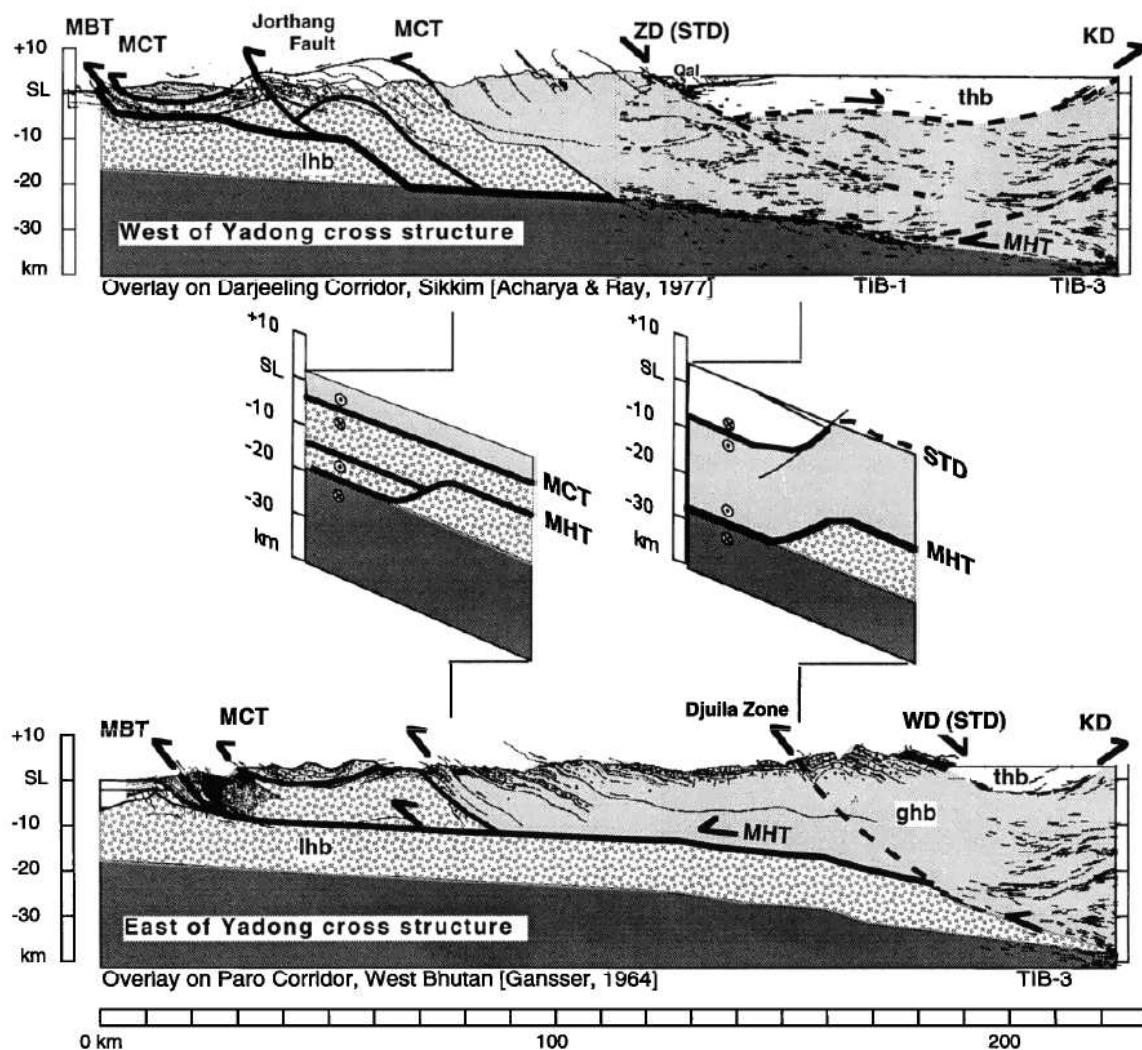 MBT MCT Jorthang Fault MCT ZD (STD) KD
+10
SL
-10
-20
-30
km
Qal
thb
lhb
MHT
West of Yadong cross structure
Overlay on Darjeeling Corridor, Sikkim [Acharya & Ray, 1977] TIB-1 TIB-3
+10
SL
-10
-20
-30
km
MCT
MHT
+10
SL
-10
-20
-30
km
STD
MHT
MBT MCT Djuila Zone WD (STD) KD
+10
SL
-10
-20
-30
km
thb
ghb
MHT
lhb
East of Yadong cross structure
Overlay on Paro Corridor, West Bhutan [Gansser, 1964] TIB-3
0 km 100 200